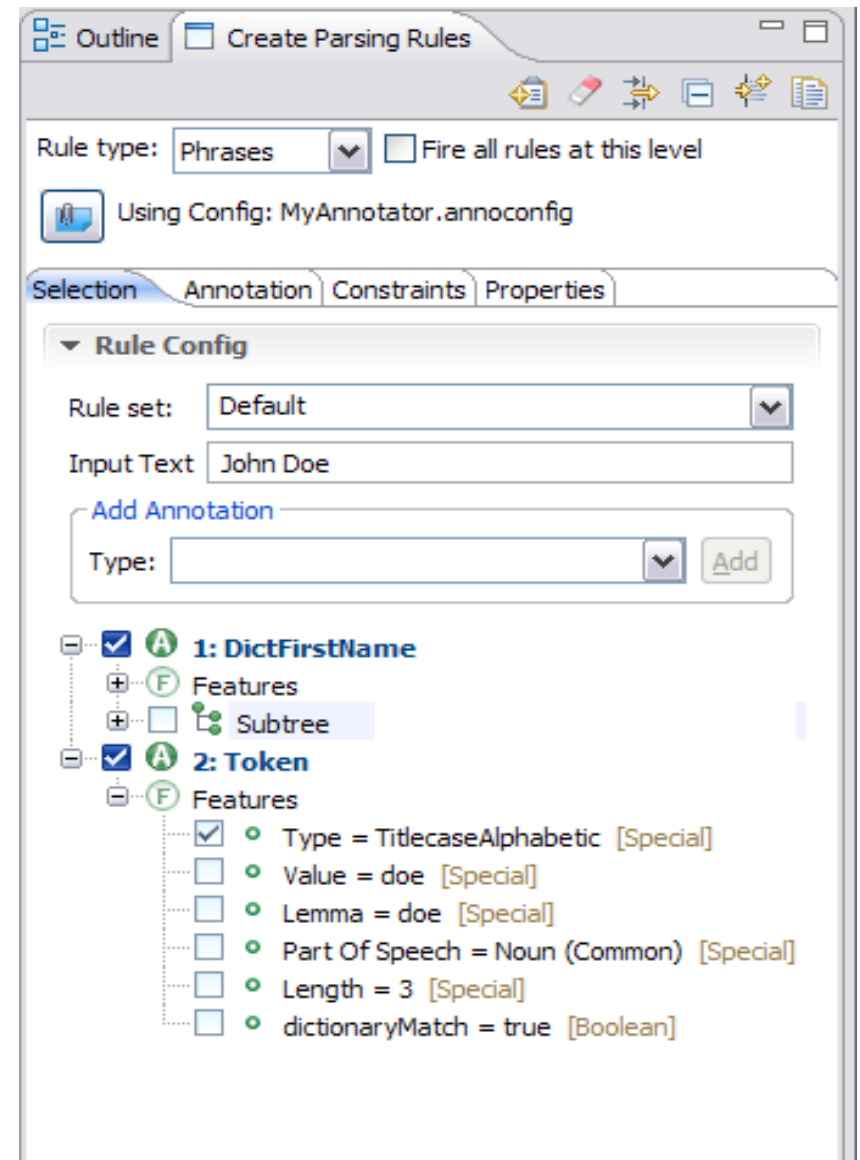 Outline Create Parsing Rules
Rule type: Phrases Fire all rules at this level
Using Config: MyAnnotator.annoconfig
Selection Annotation Constraints Properties
Rule Config
Rule set: Default
Input Text John Doe
Add Annotation
Type: Add
1: DictFirstName
F Features
Subtree
A 2: Token
F Features
Type = TitlecaseAlphabetic [Special]
Value = doe [Special]
Lemma = doe [Special]
Part Of Speech = Noun (Common) [Special]
Length = 3 [Special]
dictionaryMatch = true [Boolean]